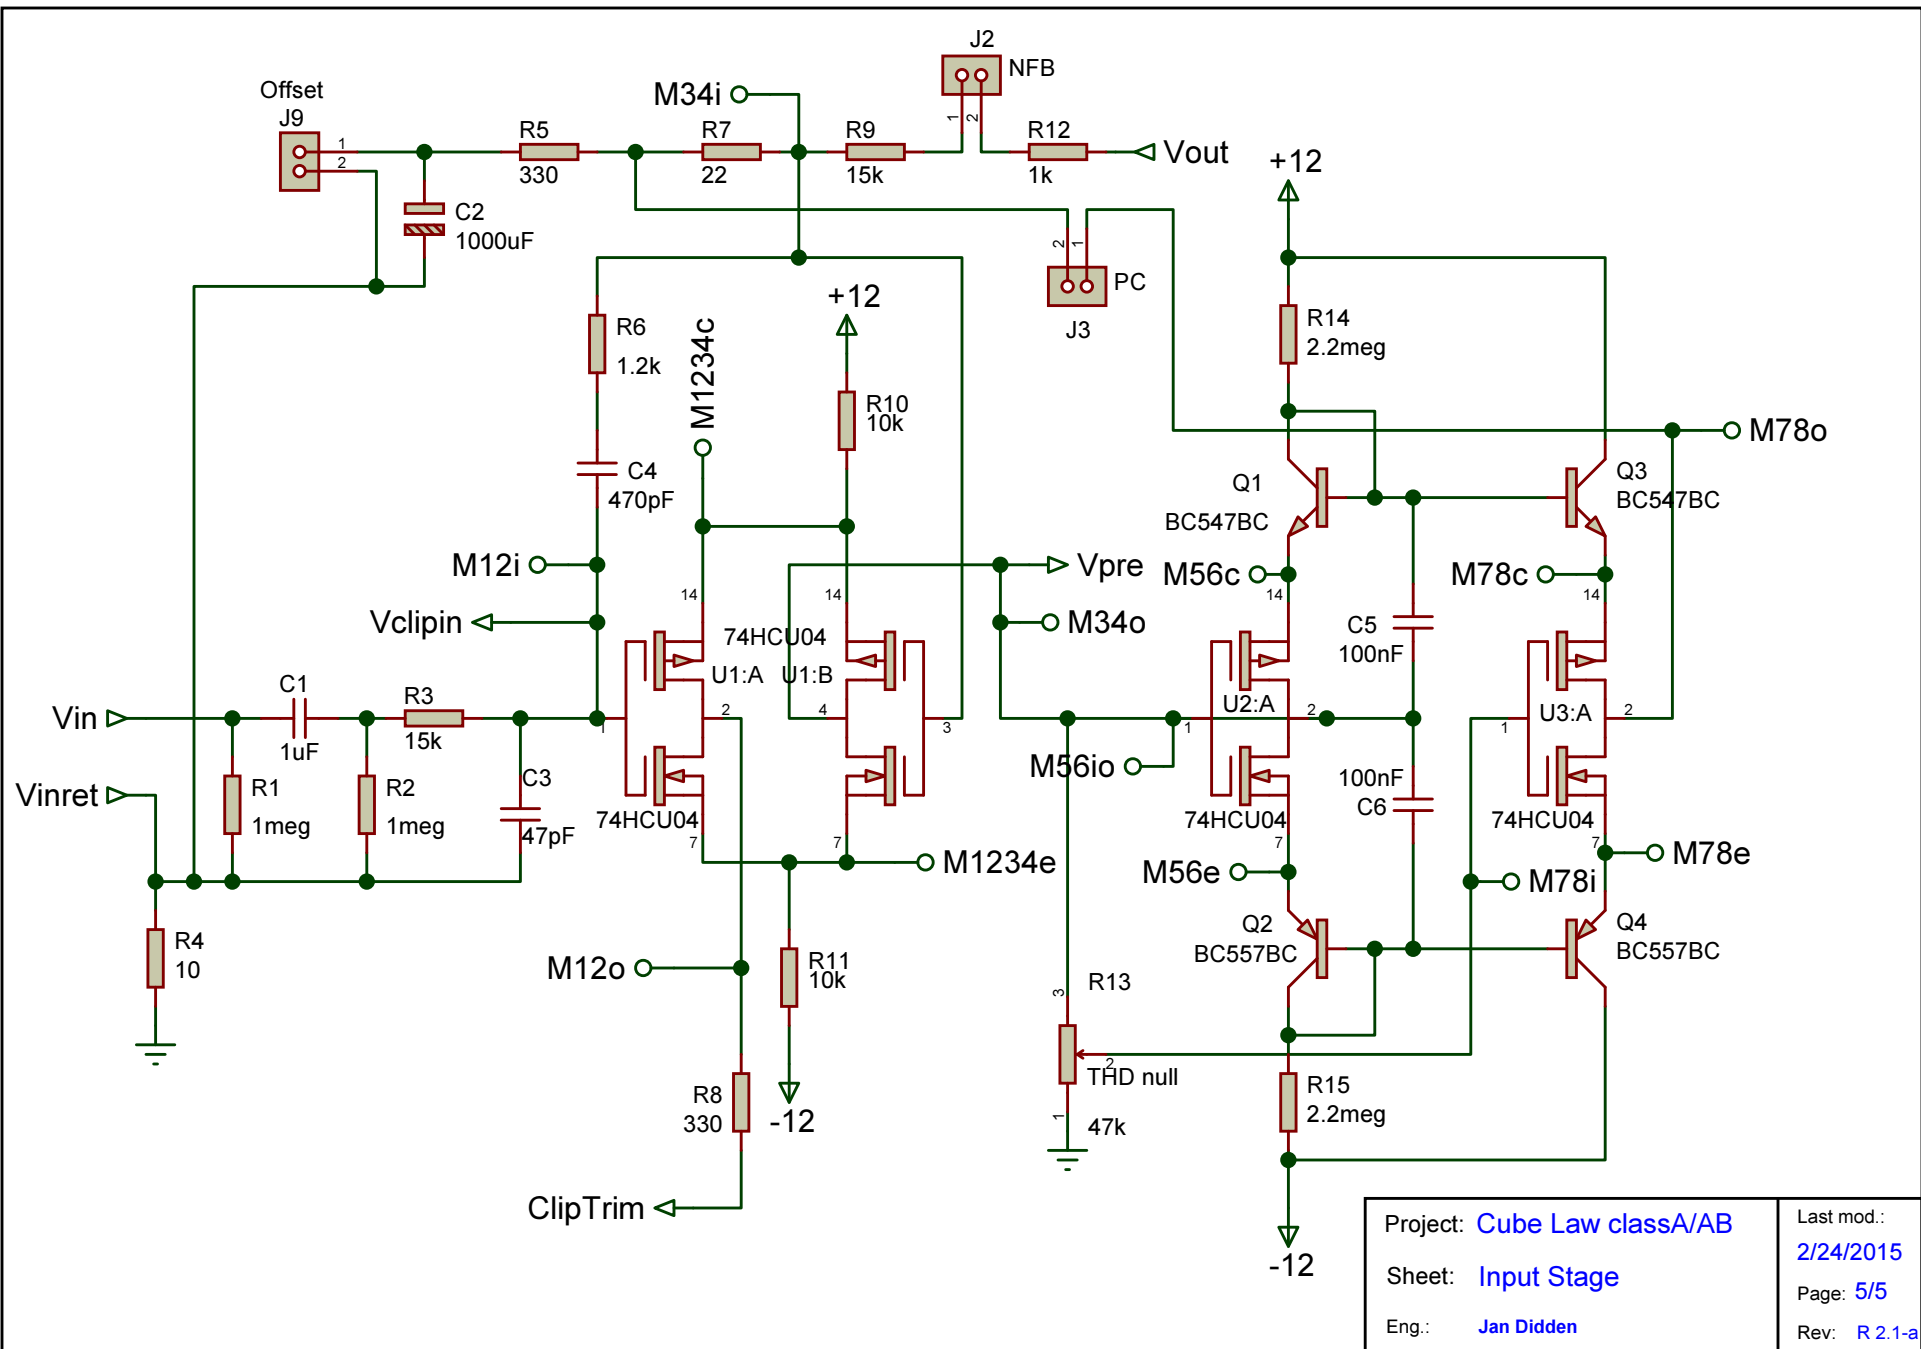 J2
NFB
Offset
J9
M34i
1
2
R5
330
R7
22
R9
15k
1
2
R12
1k
Vout
+12
C2
1000uF
2
1
PC
J3
+12
R6
1.2k
M1234c
R14
2.2meg
R10
10k
M78o
C4
470pF
Q1
BC547BC
Q3
BC547BC
M12i
Vpre
M56c
M78c
14
14
14
14
Vclipin
M34o
74HCU04
U1:A
U1:B
C5
100nF
C1
1uF
R3
15k
Vin
1
2
4
3
1
U2:A
2
1
U3:A
2
M56io
Vinret
R1
1meg
R2
1meg
C3
47pF
100nF
C6
74HCU04
74HCU04
74HCU04
7
7
7
7
M1234e
M56e
M78e
M78i
R4
10
M12o
R11
10k
Q2
BC557BC
Q4
BC557BC
3
R13
2
THD null
1
47k
R8
330
-12
R15
2.2meg
ClipTrim
-12
Project: Cube Law classA/AB
Last mod.:
2/24/2015
Sheet: Input Stage
Page: 5/5
Eng.: Jan Didden
Rev: R 2.1-a